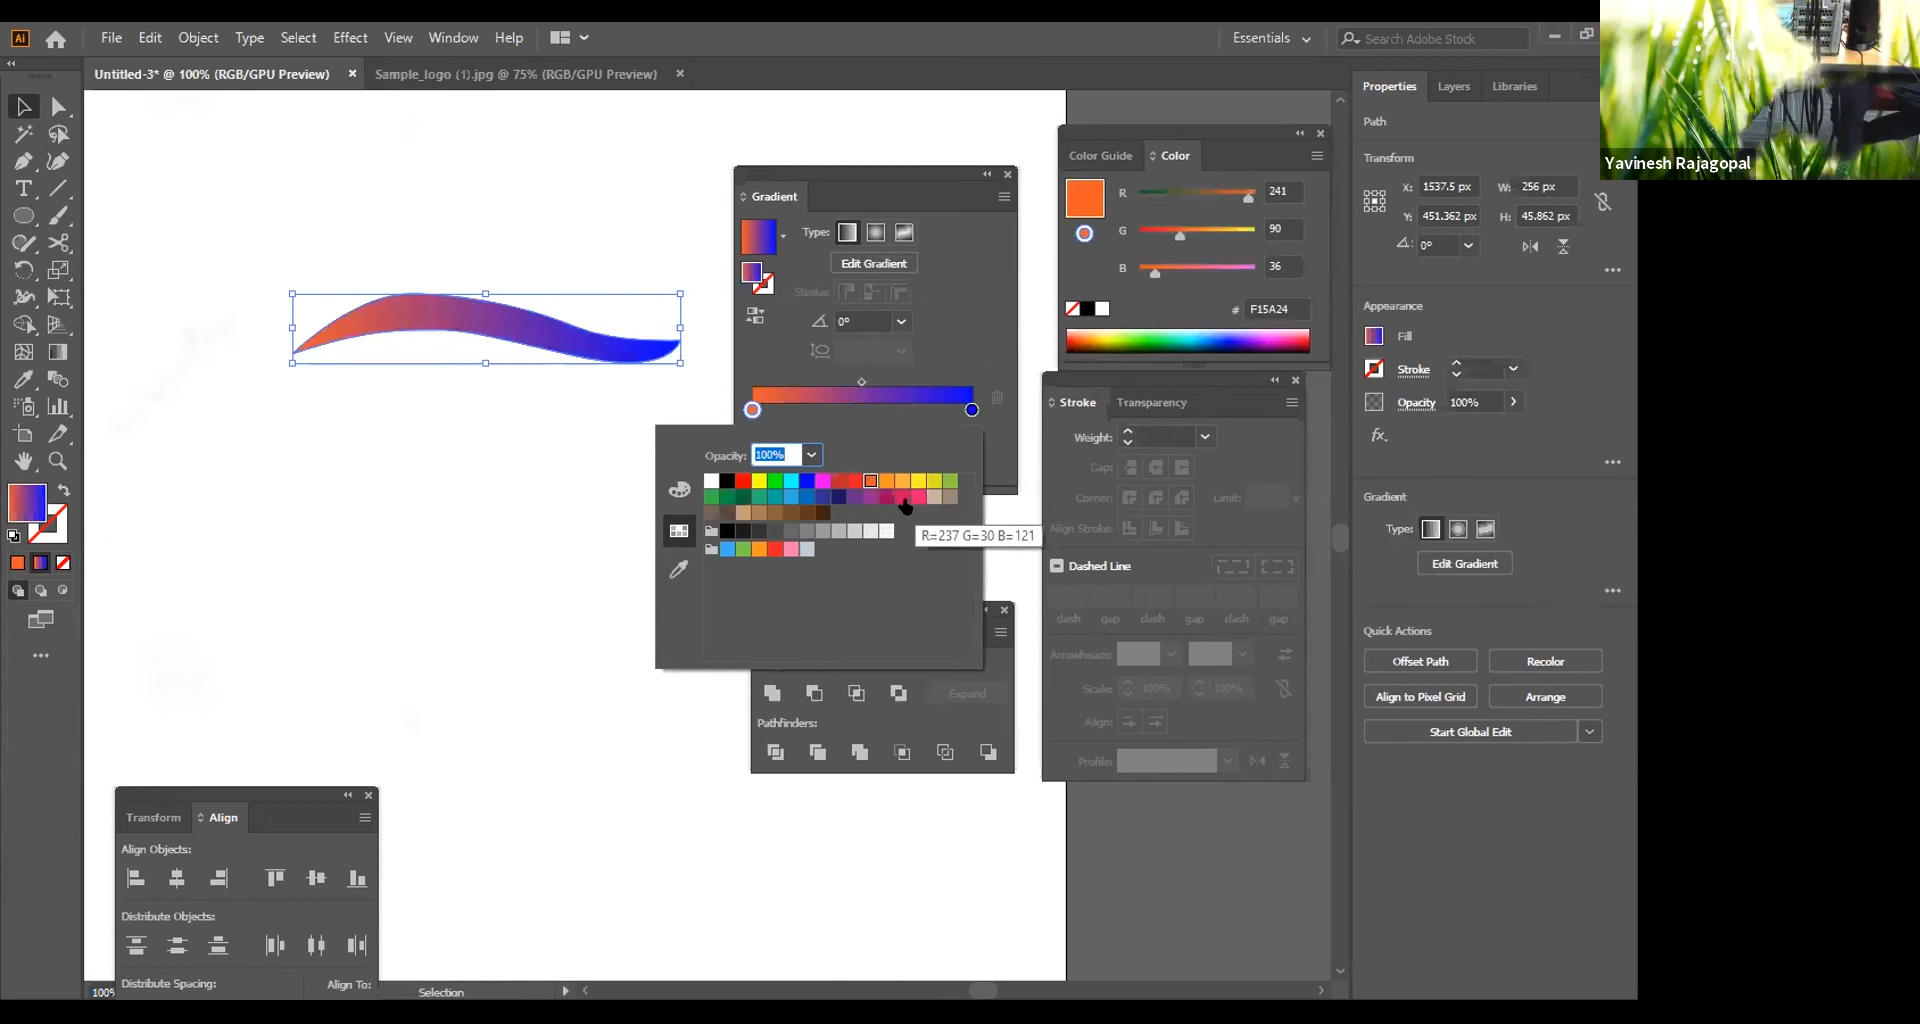 Ai File Edit Object Type Select Effect View Window Help Essentials Search Adobe Stock
Untitled-3* @ 100% (RGB/GPU Preview) Sample_logo (1).jpg @ 75% (RGB/GPU Preview)
Properties Layers Libraries
Path
Transform
X: 1537.5 px W: 256 px
Y: 451.362 px H: 45.862 px
0°
Appearance
Fill
Stroke
Opacity 100%
fx.
Gradient
Type:
Edit Gradient
Quick Actions
Offset Path Recolor
Align to Pixel Grid Arrange
Start Global Edit
Yavinesh Rajagopal
Color Guide Color
R 241
G 90
B 36
# F15A24
Gradient
Type:
Edit Gradient
Stroke:
0°
Opacity: 100%
R=237 G=30 B=121
Stroke Transparency
Weight:
Cap:
Corner: Limit: x
Align Stroke:
Dashed Line
dash gap dash gap dash gap
Arrowheads:
Scale: 100% 100%
Align:
Profile:
Expand
Pathfinders:
Transform Align
Align Objects:
Distribute Objects:
Distribute Spacing: Align To:
100% Selection